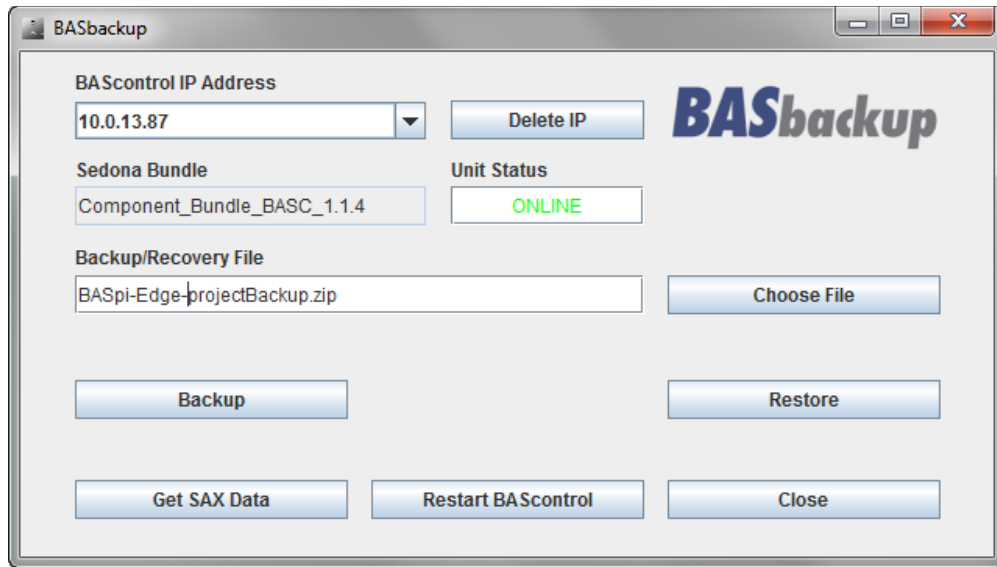 BASbackup
BAScontrol IP Address
10.0.13.87
Delete IP
BASbackup
Sedona Bundle
Unit Status
Component_Bundle_BASC_1.1.4
ONLINE
Backup/Recovery File
BASpi-Edge-projectBackup.zip
Choose File
Backup
Restore
Get SAX Data
Restart BAScontrol
Close